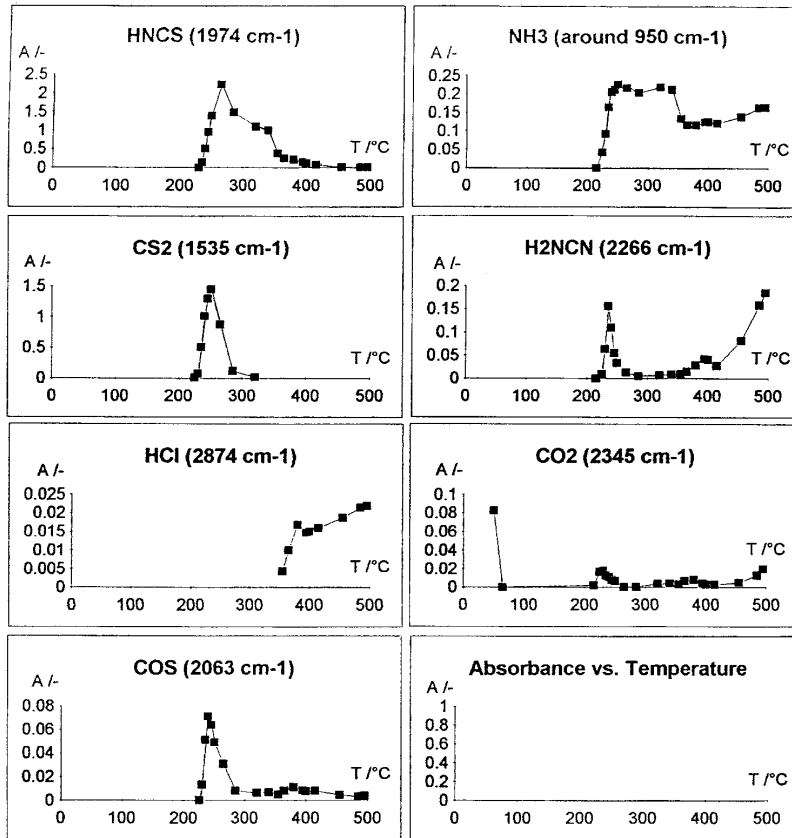 HNCS (1974 cm-1)
A /-
2.5
2
1.5
1
0.5
0
T /°C
0 100 200 300 400 500
NH3 (around 950 cm-1)
A /-
0.25
0.2
0.15
0.1
0.05
0
T /°C
0 100 200 300 400 500
CS2 (1535 cm-1)
A /-
1.5
1
0.5
0
T /°C
0 100 200 300 400 500
H2NCN (2266 cm-1)
A /-
0.2
0.15
0.1
0.05
0
T /°C
0 100 200 300 400 500
HCl (2874 cm-1)
A /-
0.025
0.02
0.015
0.01
0.005
0
T /°C
0 100 200 300 400 500
CO2 (2345 cm-1)
A /-
0.1
0.08
0.06
0.04
0.02
0
T /°C
0 100 200 300 400 500
COS (2063 cm-1)
A /-
0.08
0.06
0.04
0.02
0
T /°C
0 100 200 300 400 500
Absorbance vs. Temperature
A /-
1
0.8
0.6
0.4
0.2
0
T /°C
0 100 200 300 400 500